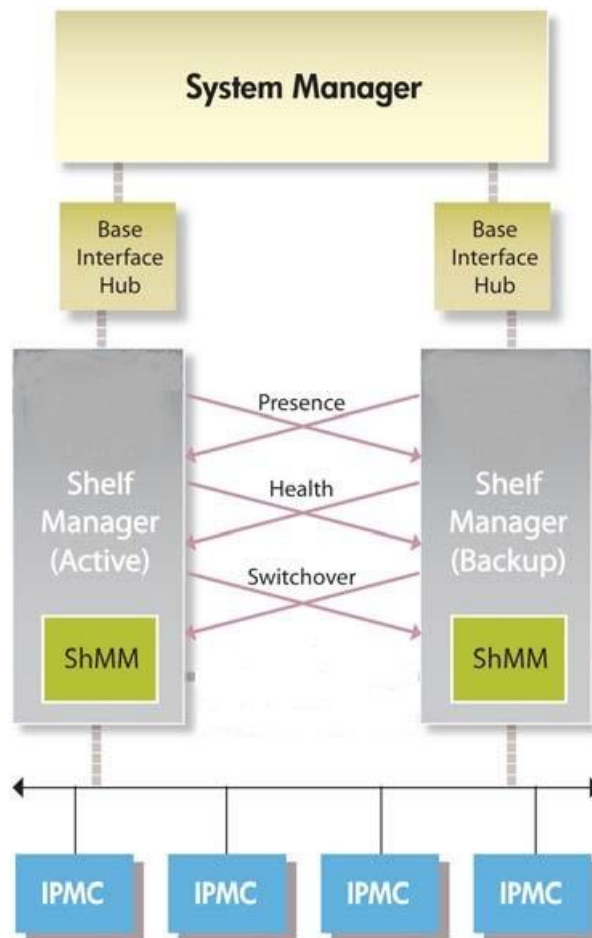 System Manager
Base
Interface
Hub
Base
Interface
Hub
Presence
Health
Switchover
Shelf
Manager
(Active)
Shelf
Manager
(Backup)
ShMM
ShMM
IPMC
IPMC
IPMC
IPMC